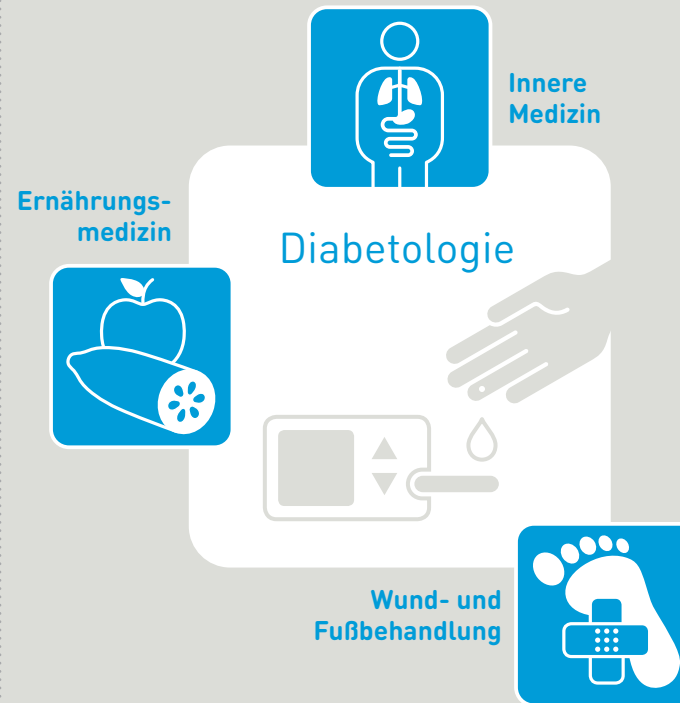 Innere
Medizin
Ernährungs-
medizin
Diabetologie
Wund- und
Fußbehandlung